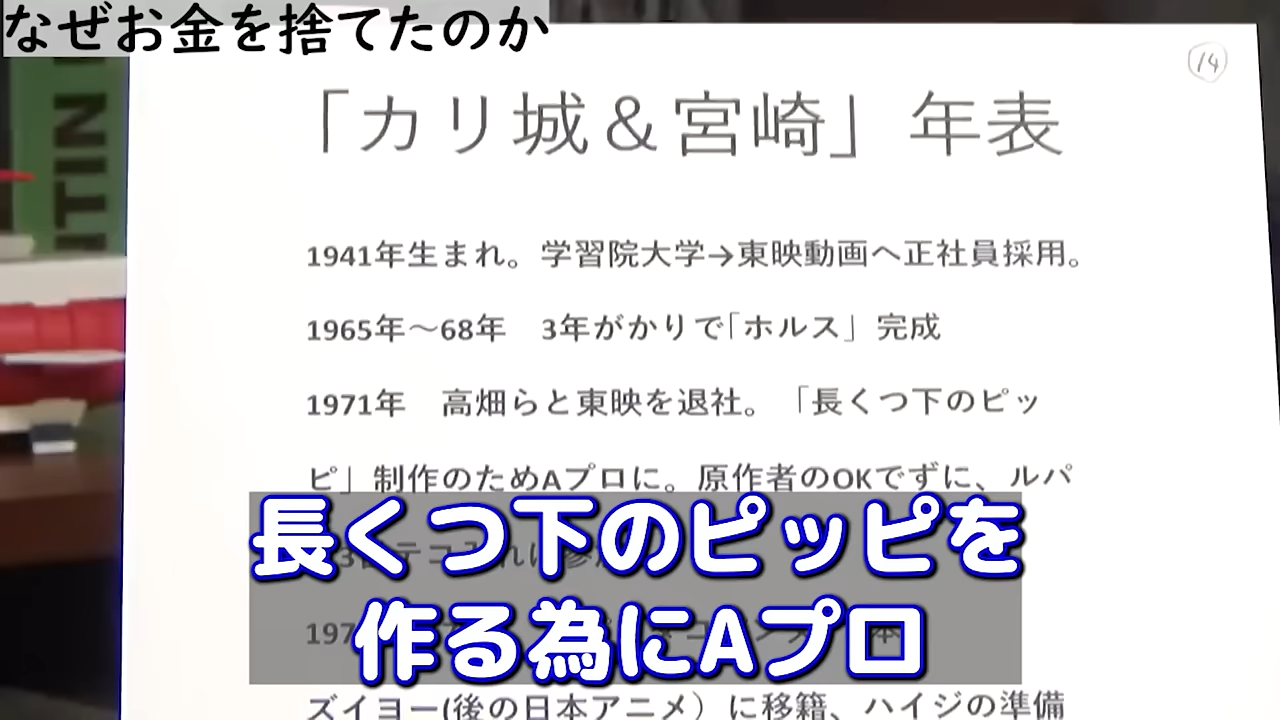 なぜお金を捨てたのか
14
「カリ城&宮崎」年表
1941年生まれ。学習院大学→東映動画へ正社員採用。
1965年～68年　3年がかりで「ホルス」完成
1971年　高畑らと東映を退社。「長くつ下のピッ
ピ」制作のためAプロに。原作者のOKでずに、ルパ
長くつ下のピッピを
作る為にAプロ
ズイヨー(後の日本アニメ）に移籍、ハイジの準備